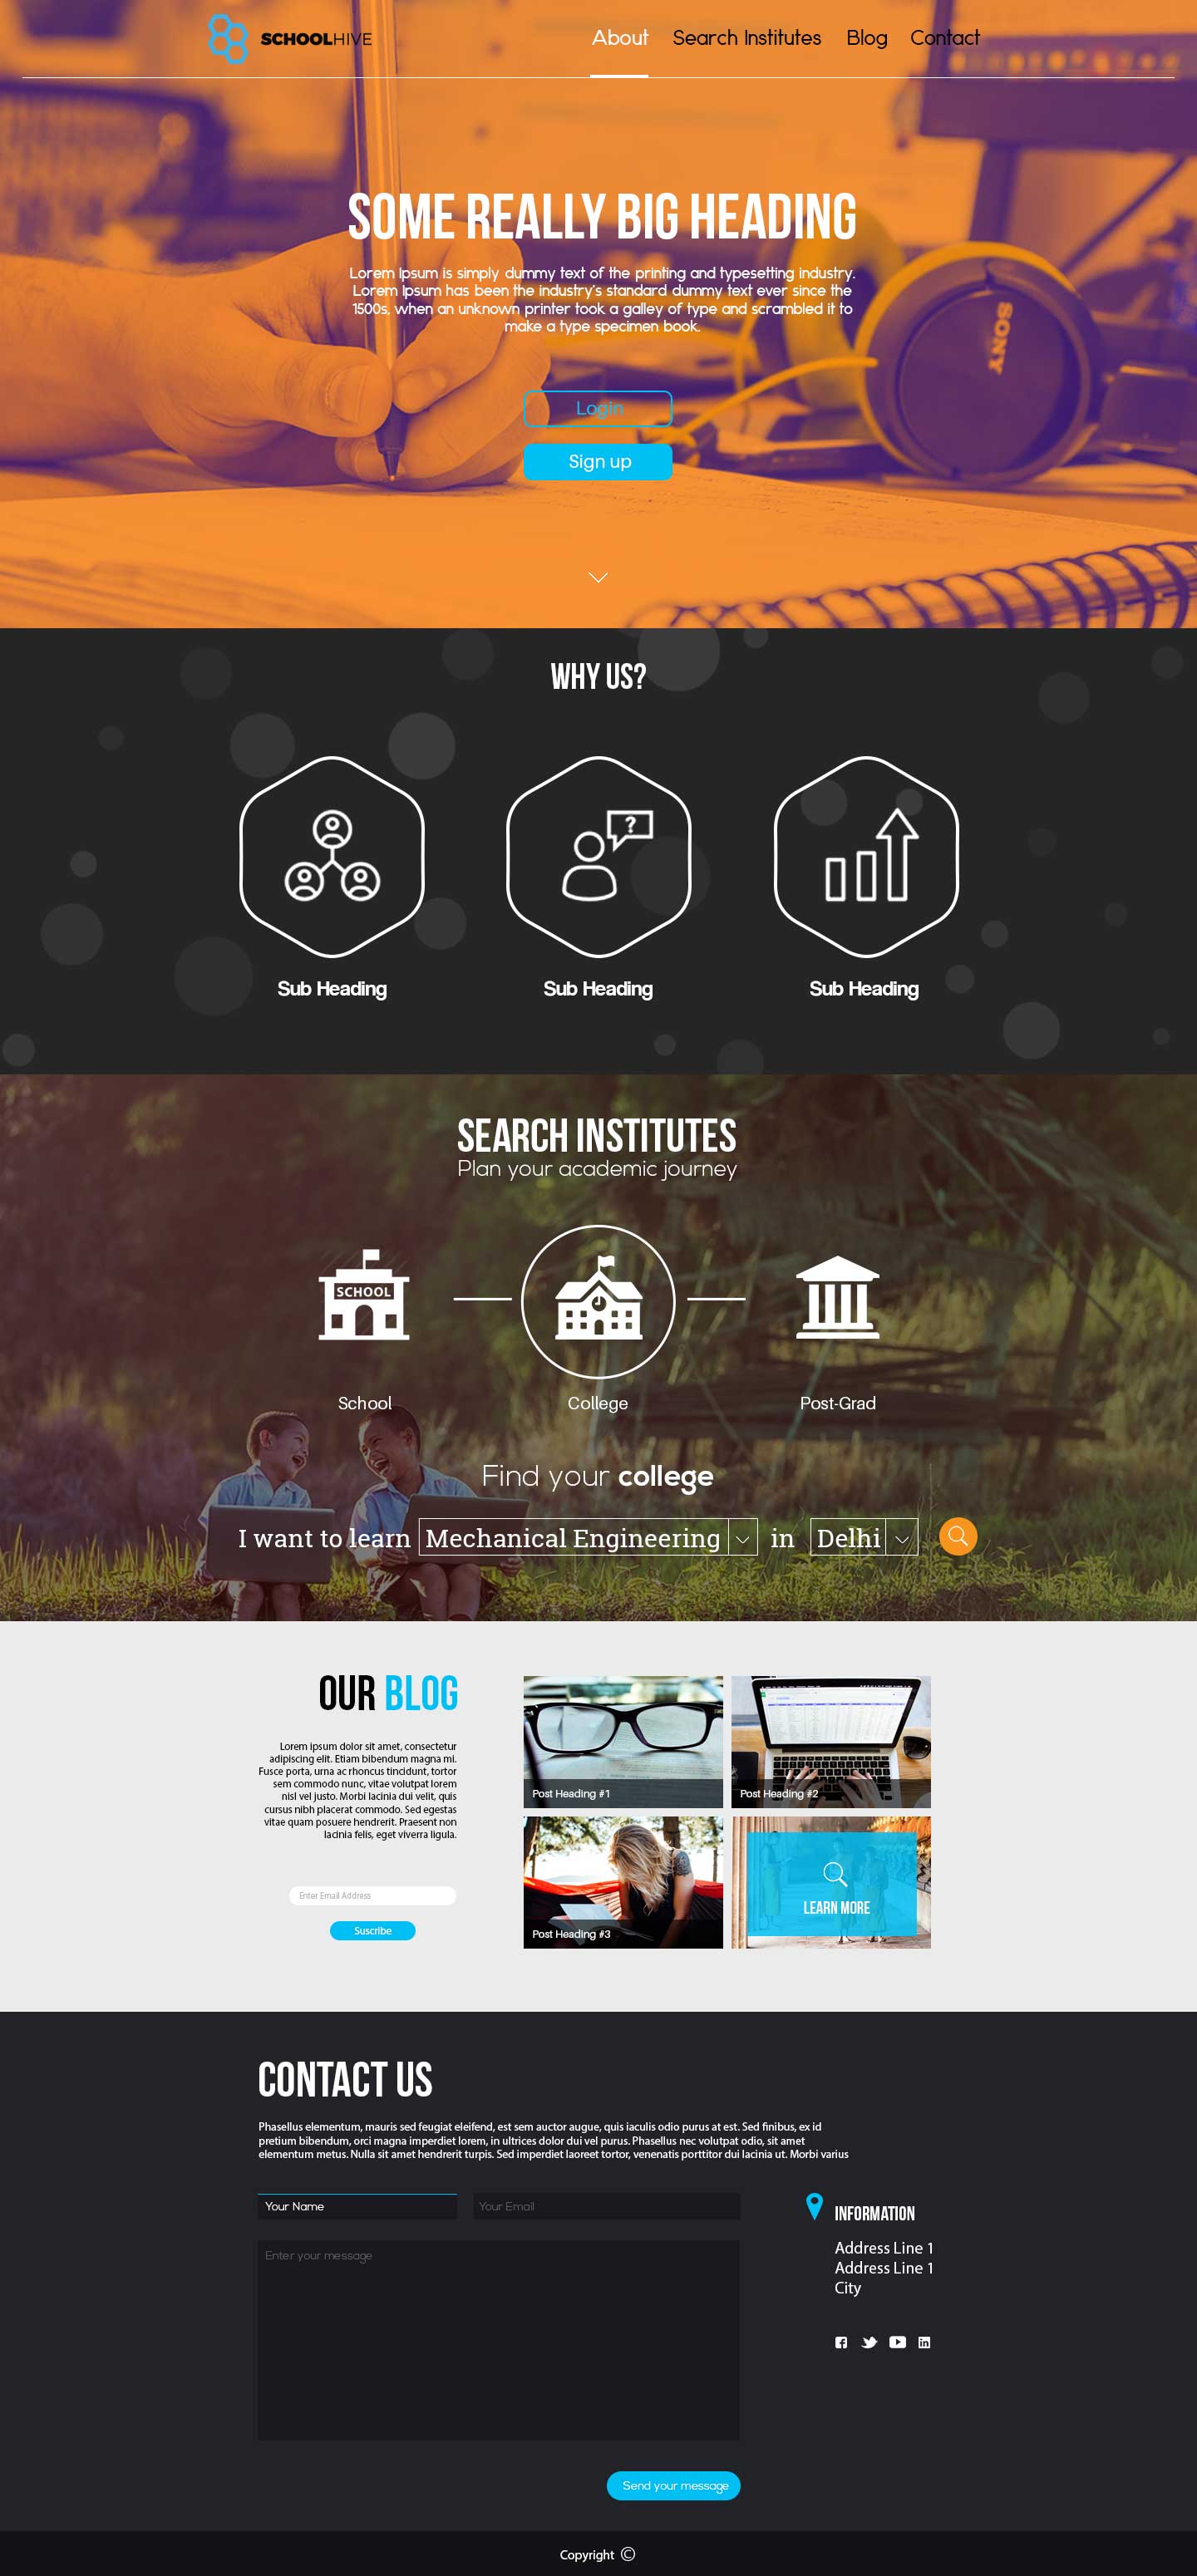 SCHOOLHIVE
About Search Institutes Blog Contact
SOME REALLY BIG HEADING
Lorem Ipsum is simply dummy text of the printing and typesetting industry.
Lorem Ipsum has been the industry's standard dummy text ever since the
1500s, when an unknown printer took a galley of type and scrambled it to
make a type specimen book.
SONY
Login
Sign up
WHY US?
?
Sub Heading
Sub Heading
Sub Heading
SEARCH INSTITUTES
Plan your academic journey
SCHOOL
School
College
Post-Grad
Find your college
I want to learn Mechanical Engineering in Delhi
OUR BLOG
Lorem ipsum dolor sit amet, consectetur
adipiscing elit. Etiam bibendum magna mi.
Fusce porta, urna ac rhoncus tincidunt, tortor
sem commodo nunc, vitae volutpat lorem
nisl vel justo. Morbi lacinia dui velit, quis
cursus nibh placerat commodo. Sed egestas
vitae quam posuere hendrerit. Praesent non
lacinia felis, eget viverra ligula.
Enter Email Address
Suscribe
Post Heading #1
Post Heading #2
Post Heading #3
LEARN MORE
CONTACT US
Phasellus elementum, mauris sed feugiat eleifend, est sem auctor augue, quis iaculis odio purus at est. Sed finibus, ex id
pretium bibendum, orci magna imperdiet lorem, in ultrices dolor dui vel purus. Phasellus nec volutpat odio, sit amet
elementum metus. Nulla sit amet hendrerit turpis. Sed imperdiet laoreet tortor, venenatis porttitor dui lacinia ut. Morbi varius
Your Name
Your Email
Enter your message
Send your message
INFORMATION
Address Line 1
Address Line 1
City
Copyright ©